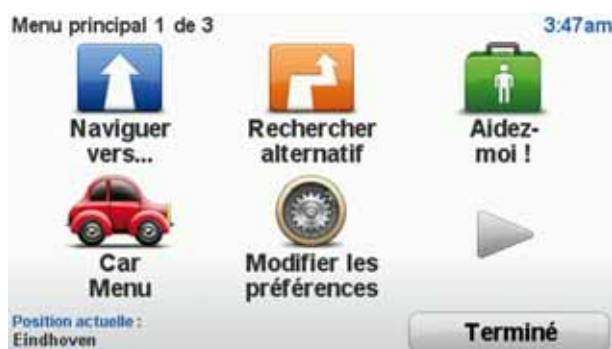 Menu principal 1 de 3
3:47am
Naviguer
vers...
Rechercher
alternatif
Aidez-
moi !
Car
Menu
Modifier les
préférences
Position actuelle :
Eindhoven
Terminé